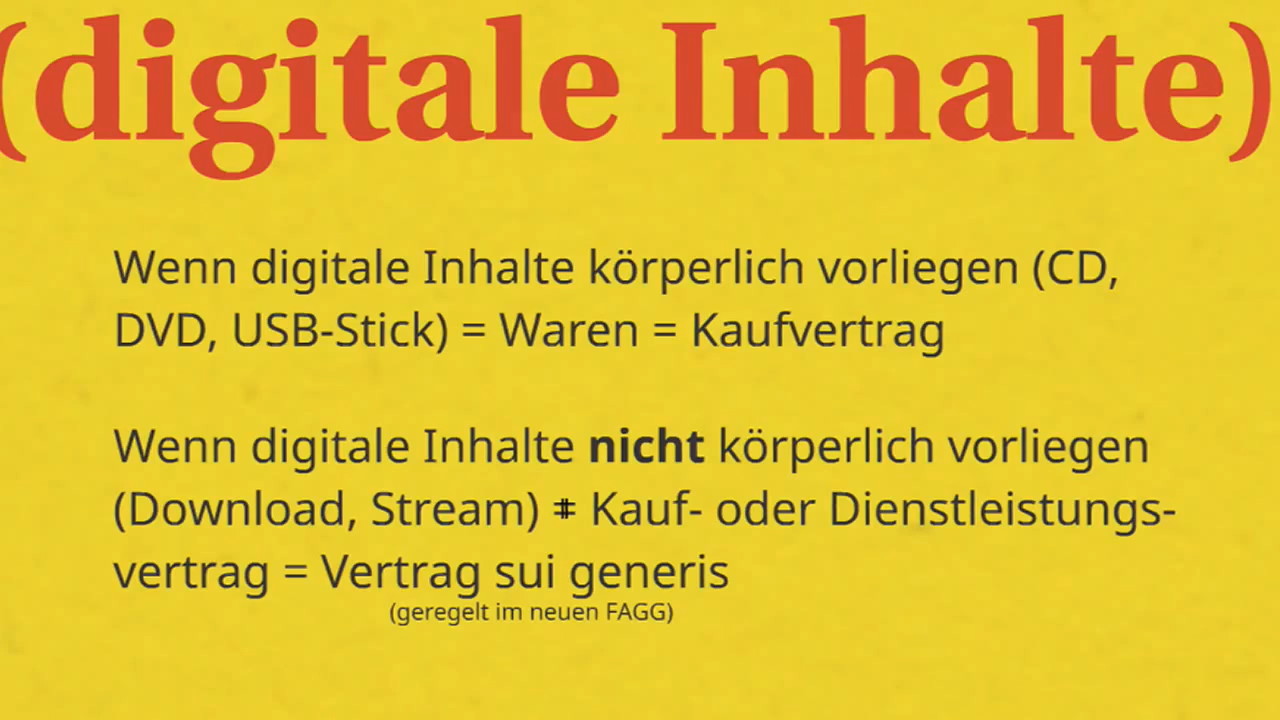 (digitale Inhalte)
Wenn digitale Inhalte körperlich vorliegen (CD,
DVD, USB-Stick) = Waren = Kaufvertrag
Wenn digitale Inhalte nicht körperlich vorliegen
(Download, Stream) ⧧ Kauf- oder Dienstleistungs-
vertrag = Vertrag sui generis
(geregelt im neuen FAGG)